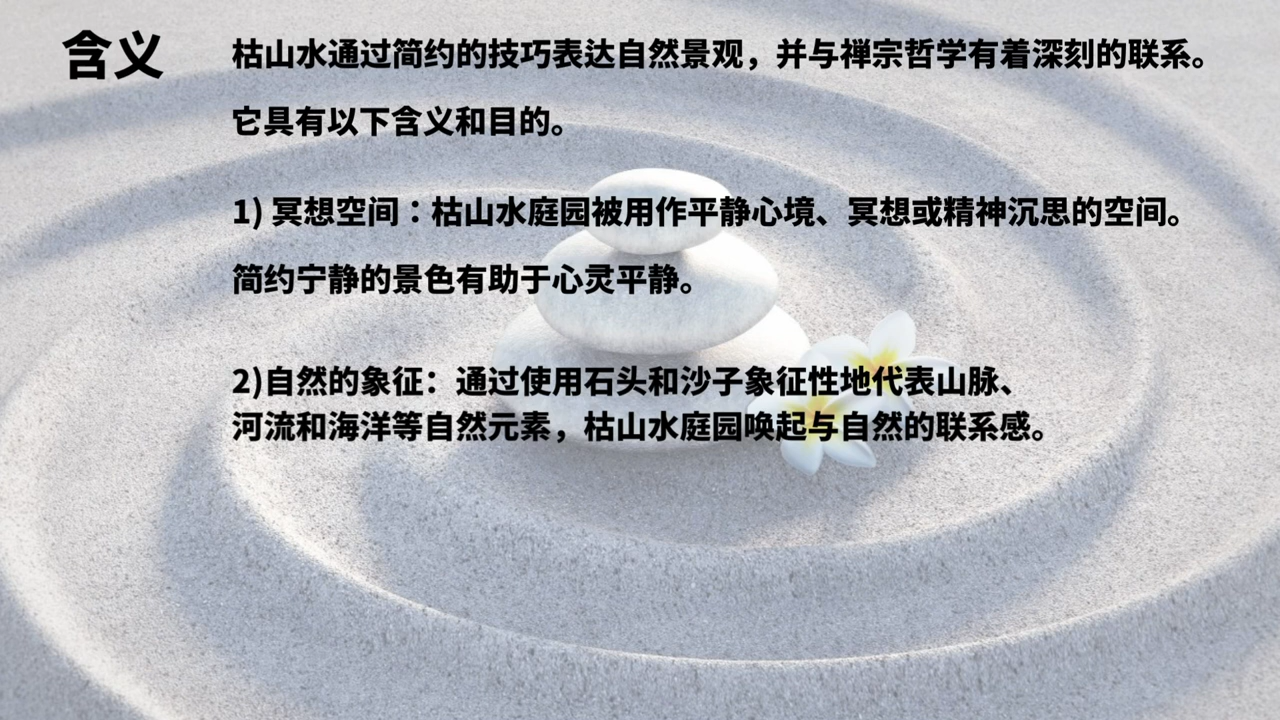 含义
枯山水通过简约的技巧表达自然景观，并与禅宗哲学有着深刻的联系。
它具有以下含义和目的。
1) 冥想空间：枯山水庭园被用作平静心境、冥想或精神沉思的空间。
简约宁静的景色有助于心灵平静。
2)自然的象征：通过使用石头和沙子象征性地代表山脉、
河流和海洋等自然元素，枯山水庭园唤起与自然的联系感。